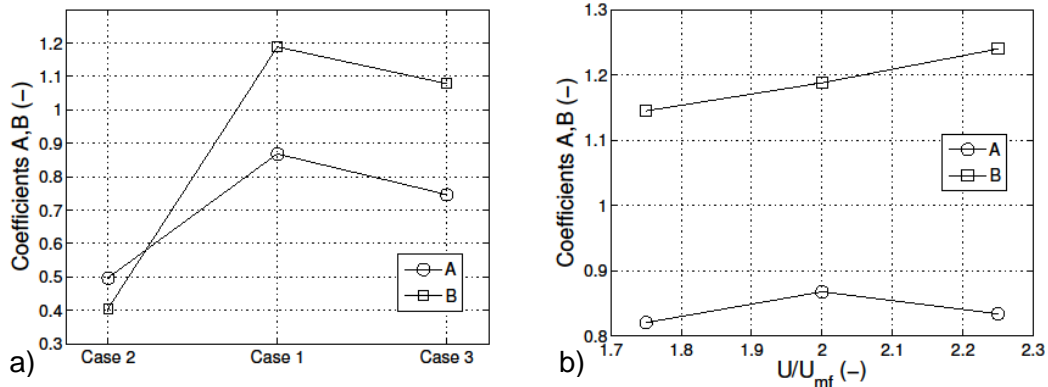 Coefficients A,B (−)
1.2
1.1
1
0.9
0.8
0.7
0.6
0.5
0.4
0.3
A
B
Case 2
Case 1
Case 3
a)
Coefficients A,B (−)
1.3
1.2
1.1
1
0.9
0.8
A
B
1.7
1.8
1.9
2
2.1
2.2
2.3
U/Umf (−)
b)